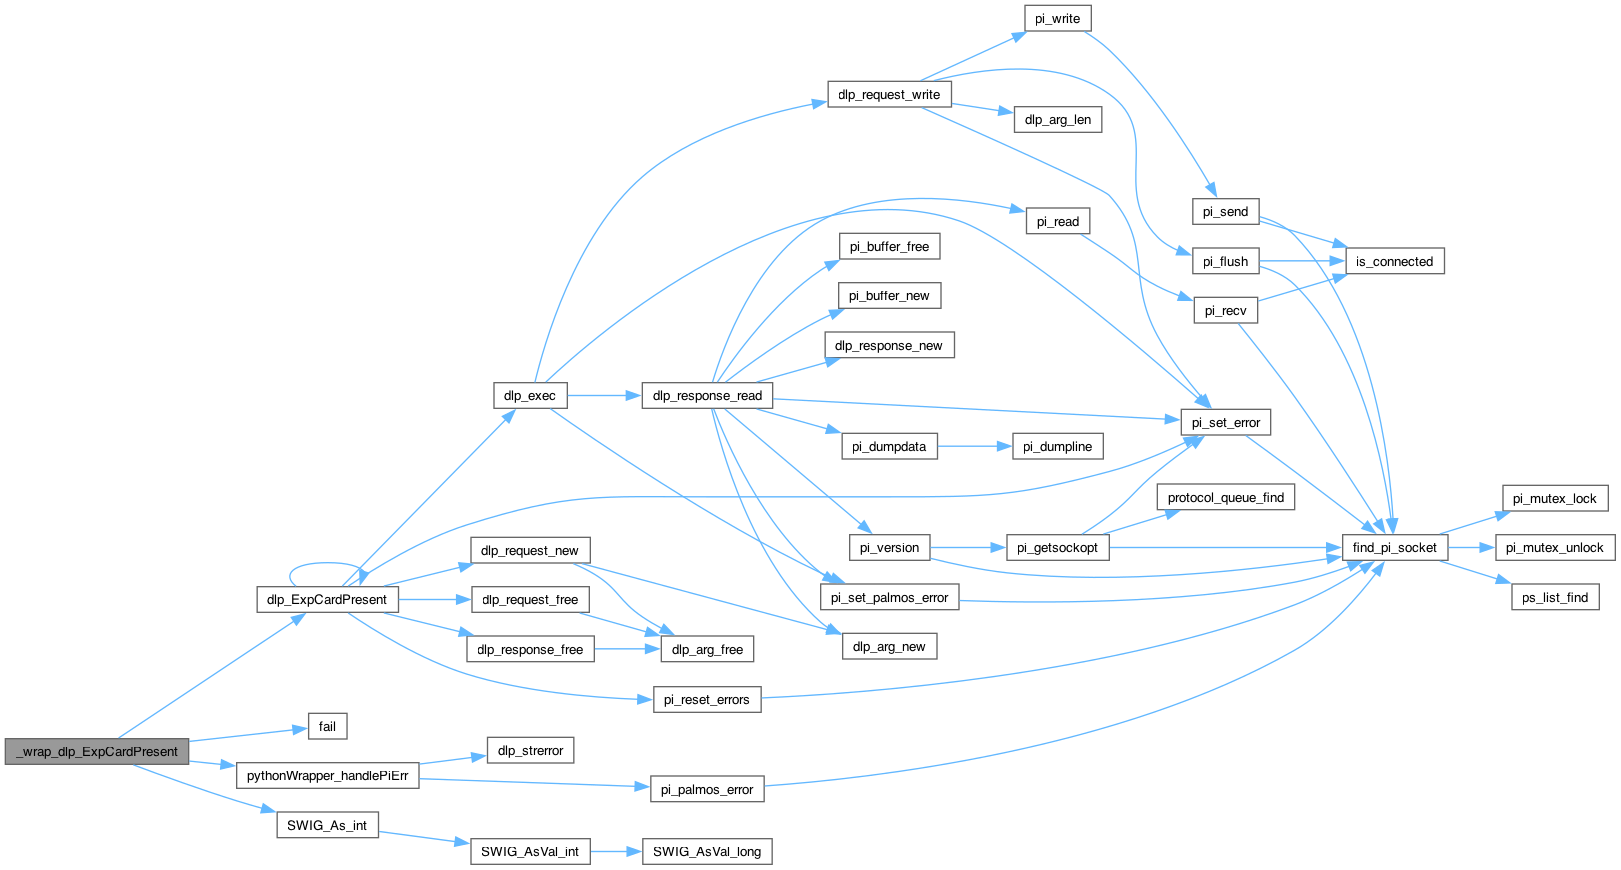 pi_write
dlp_request_write
dlp_arg_len
pi_send
pi_read
pi_buffer_free
pi_flush
is_connected
pi_buffer_new
pi_recv
dlp_response_new
dlp_exec
dlp_response_read
pi_set_error
pi_dumpdata
pi_dumpline
protocol_queue_find
pi_mutex_lock
dlp_request_new
pi_version
pi_getsockopt
find_pi_socket
pi_mutex_unlock
dlp_ExpCardPresent
dlp_request_free
pi_set_palmos_error
ps_list_find
dlp_response_free
dlp_arg_free
dlp_arg_new
pi_reset_errors
fail
_wrap_dlp_ExpCardPresent
dlp_strerror
pythonWrapper_handlePiErr
pi_palmos_error
SWIG_As_int
SWIG_AsVal_int
SWIG_AsVal_long